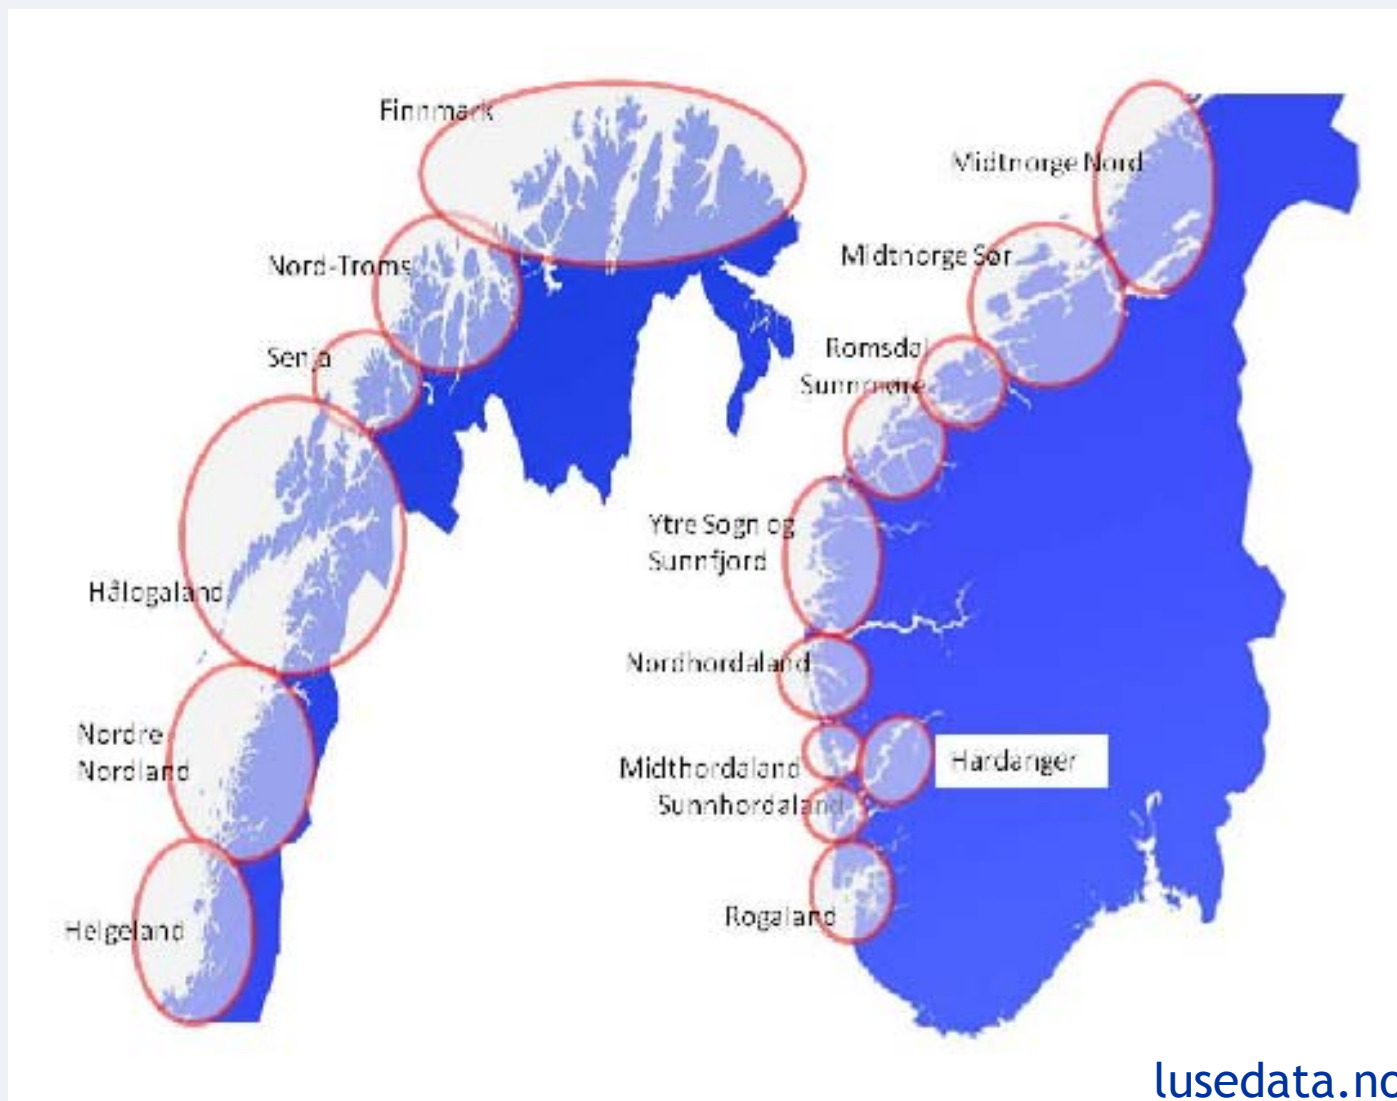 Finnmark
Nord-Troms
Senja
Hålogaland
Nordre
Nordland
Helgeland
Midtnorge Nord
Midtnorge Sør
Romsdal
Sunnmøre
Ytre Sogn og
Sunnfjord
Nordhordaland
Midthordaland
Hardanger
Sunnhordaland
Rogaland
lusedata.no